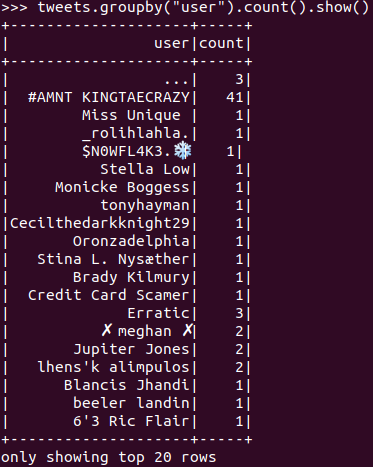 >>> tweets.groupby("user").count().show()
+--------------------+-----+
|                user|count|
+--------------------+-----+
|                 ...|    3|
|  #AMNT KINGTAECRAZY|   41|
|        Miss Unique |    1|
|        _rolihlahla.|    1|
|        $N0WFL4K3.❄|    1|
|          Stella Low|    1|
|     Monicke Boggess|    1|
|          tonyhayman|    1|
|Cecilthedarkknight29|    1|
|       Oronzadelphia|    1|
|   Stina L. Nysæther|    1|
|       Brady Kilmury|    1|
|  Credit Card Scamer|    1|
|             Erratic|    3|
|          ✗ meghan ✗|    2|
|       Jupiter Jones|    2|
|   lhens'k alimpulos|    2|
|      Blancis Jhandi|    1|
|       beeler landin|    1|
|       6'3 Ric Flair|    1|
+--------------------+-----+
only showing top 20 rows